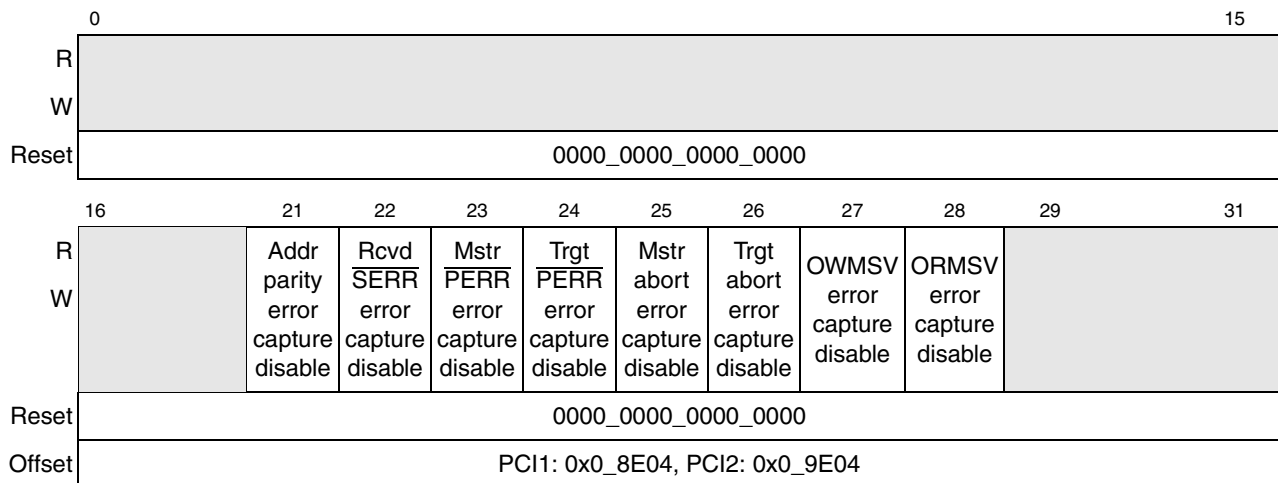 0 15
R
W
Reset 0000_0000_0000_0000
16 21 22 23 24 25 26 27 28 29 31
R
W
Addr parity error capture disable
Rcvd SERR error capture disable
Mstr PERR error capture disable
Trgt PERR error capture disable
Mstr abort error capture disable
Trgt abort error capture disable
OWMSV error capture disable
ORMSV error capture disable
Reset 0000_0000_0000_0000
Offset PCI1: 0x0_8E04, PCI2: 0x0_9E04